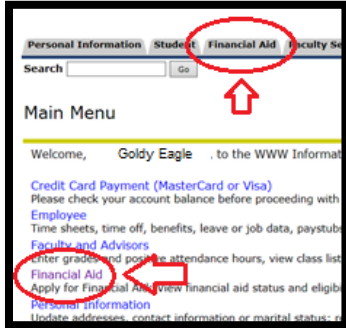 Personal Information Student Financial Aid Faculty Se
Search Go
Main Menu
Welcome, Goldy Eagle , to the WWW Informat
Credit Card Payment (MasterCard or Visa)
Please check your account balance before proceeding with
Employee
Time sheets, time off, benefits, leave or job data, paystubs
Faculty and Advisors
Enter grades and positive attendance hours, view class list
Financial Aid
Apply for Financial Aid, View financial aid status and eligibi
Personal Information
Update addresses, contact information or marital status; r